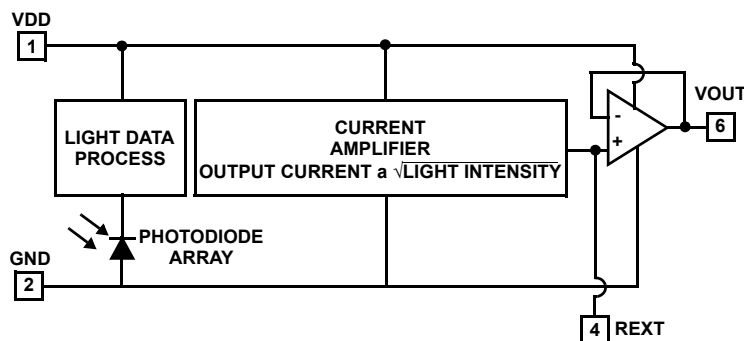 VDD
1
LIGHT DATA
PROCESS
CURRENT
AMPLIFIER
OUTPUT CURRENT a √LIGHT INTENSITY
-
+
VOUT
6
PHOTODIODE
ARRAY
GND
2
4
REXT